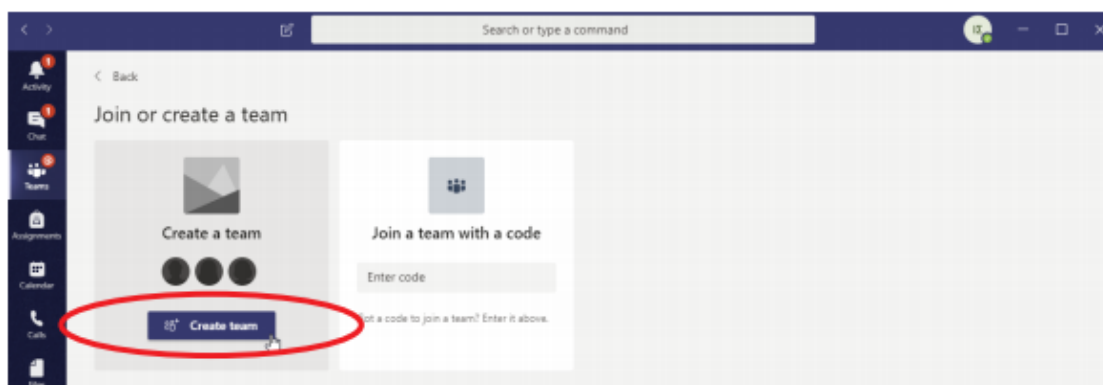 Search or type a command
Activity
Back
Join or create a team
Chat
Teams
Create a team
Join a team with a code
Assignments
Enter code
Calendar
Create team
Got a code to join a team? Enter it above.
Calls